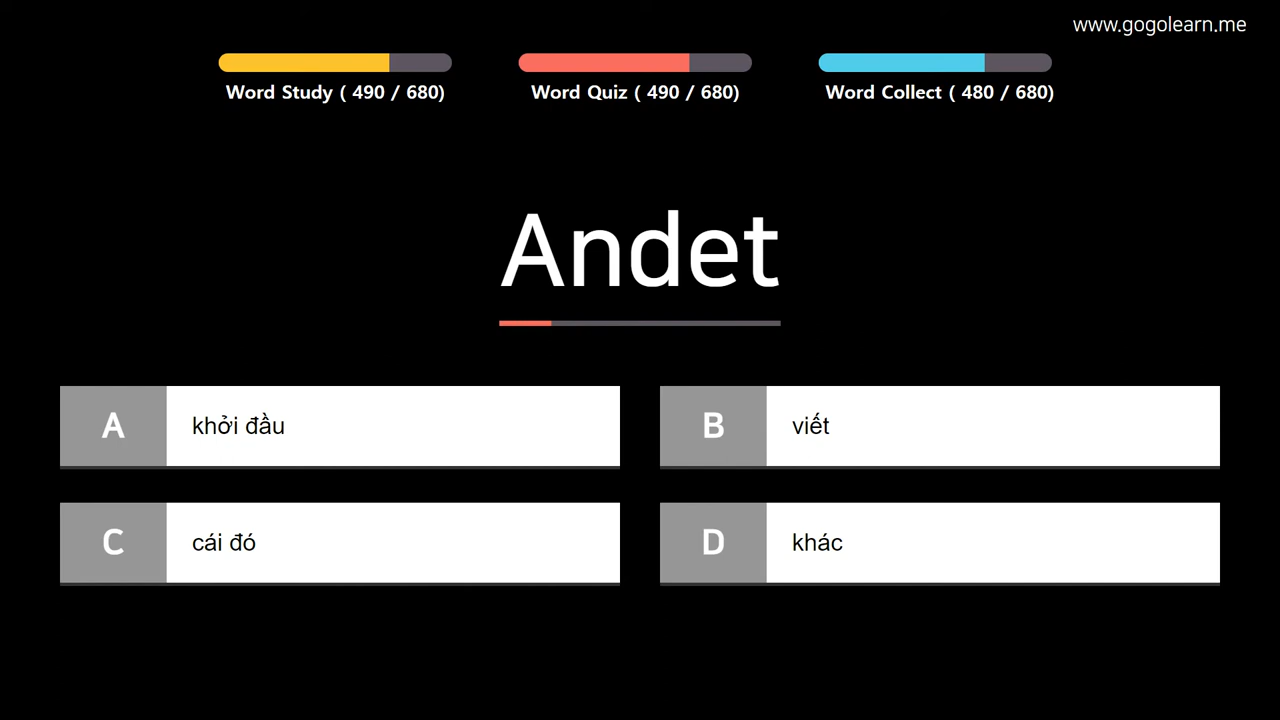 www.gogolearn.me
Word Study ( 490 / 680)
Word Quiz ( 490 / 680)
Word Collect ( 480 / 680)
Andet
A khởi đầu
B viết
C cái đó
D khác